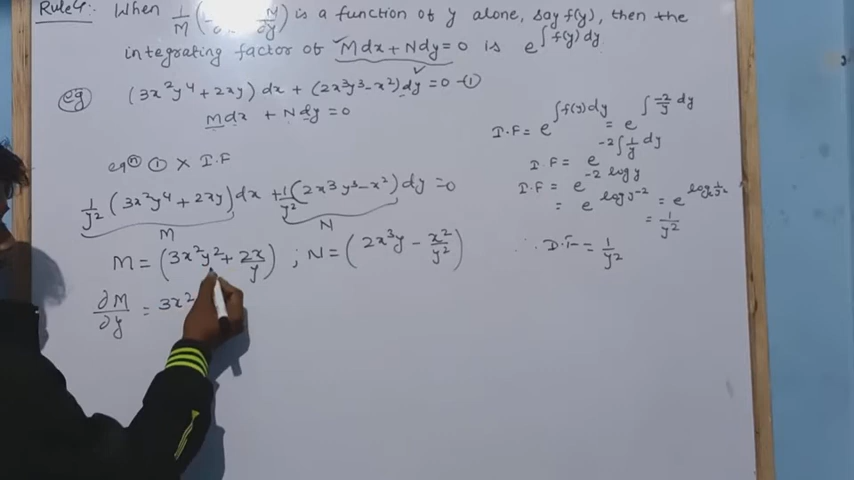 Rule 4: When 1/M ( ∂N/∂y) is a function of y alone, say f(y), then the
integrating factor of Mdx + Ndy = 0 is e^∫f(y)dy
eg (3x²y⁴ + 2xy) dx + (2x³y³ - x²) dy = 0 -①
Mdx + Ndy = 0
eqⁿ ① × I.F
1/y² (3x²y⁴ + 2xy) dx + 1/y² (2x³y³ - x²) dy = 0
M N
M = (3x²y² + 2x/y) ; N = (2x³y - x²/y²)
∂M/∂y = 3x²
I.F = e^∫f(y)dy = e^∫-2/y dy
I.F = e^-2∫1/y dy
I.F = e^-2 log y
= e^log y⁻² = e^log 1/y²
= 1/y²
∴ I.F = 1/y²